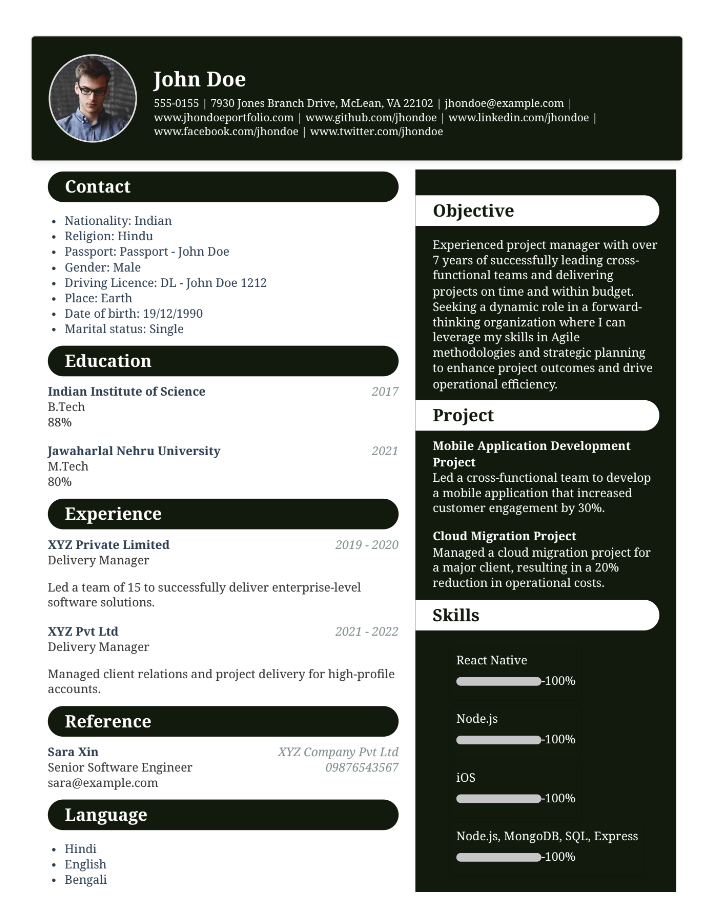 John Doe
555-0155 | 7930 Jones Branch Drive, McLean, VA 22102 | jhondoe@example.com |
www.jhondoeportfolio.com | www.github.com/jhondoe | www.linkedin.com/jhondoe |
www.facebook.com/jhondoe | www.twitter.com/jhondoe
Contact
• Nationality: Indian
• Religion: Hindu
• Passport: Passport - John Doe
• Gender: Male
• Driving Licence: DL - John Doe 1212
• Place: Earth
• Date of birth: 19/12/1990
• Marital status: Single
Education
Indian Institute of Science 2017
B.Tech
88%
Jawaharlal Nehru University 2021
M.Tech
80%
Experience
XYZ Private Limited 2019 - 2020
Delivery Manager
Led a team of 15 to successfully deliver enterprise-level
software solutions.
XYZ Pvt Ltd 2021 - 2022
Delivery Manager
Managed client relations and project delivery for high-profile
accounts.
Reference
Sara Xin XYZ Company Pvt Ltd
Senior Software Engineer 09876543567
sara@example.com
Language
• Hindi
• English
• Bengali
Objective
Experienced project manager with over
7 years of successfully leading cross-
functional teams and delivering
projects on time and within budget.
Seeking a dynamic role in a forward-
thinking organization where I can
leverage my skills in Agile
methodologies and strategic planning
to enhance project outcomes and drive
operational efficiency.
Project
Mobile Application Development
Project
Led a cross-functional team to develop
a mobile application that increased
customer engagement by 30%.
Cloud Migration Project
Managed a cloud migration project for
a major client, resulting in a 20%
reduction in operational costs.
Skills
React Native
-100%
Node.js
-100%
iOS
-100%
Node.js, MongoDB, SQL, Express
-100%